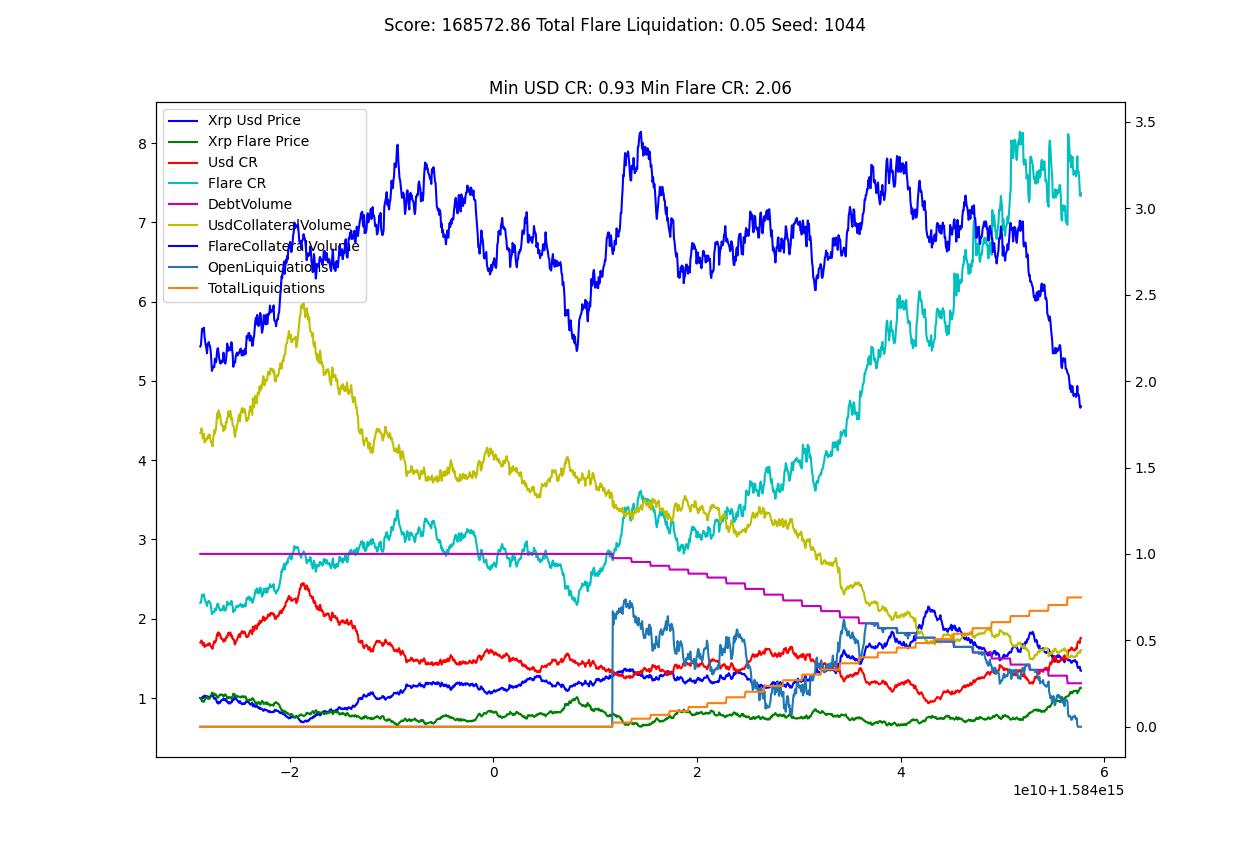 Score: 168572.86 Total Flare Liquidation: 0.05 Seed: 1044
Min USD CR: 0.93 Min Flare CR: 2.06
Xrp Usd Price
Xrp Flare Price
Usd CR
Flare CR
DebtVolume
UsdCollateralVolume
FlareCollateralVolume
OpenLiquidations
TotalLiquidations
8
7
6
5
4
3
2
1
3.5
3.0
2.5
2.0
1.5
1.0
0.5
0.0
−2 0 2 4 6
1e10+1.584e15